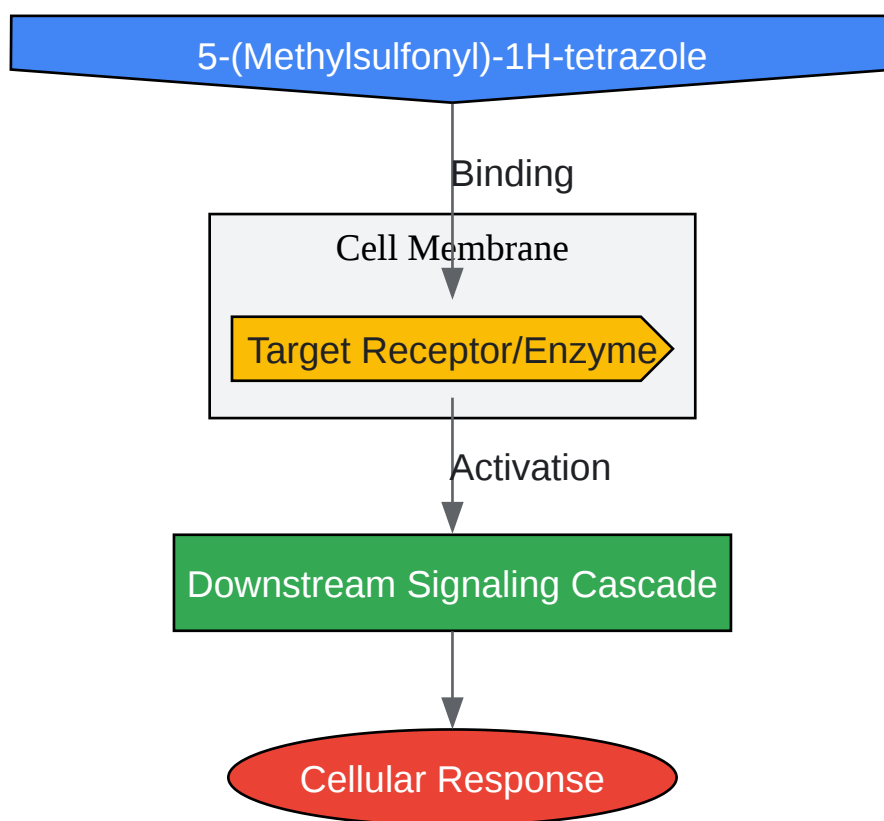 5-(Methylsulfonyl)-1H-tetrazole
Binding
Cell Membrane
Target Receptor/Enzyme
Activation
Downstream Signaling Cascade
Cellular Response